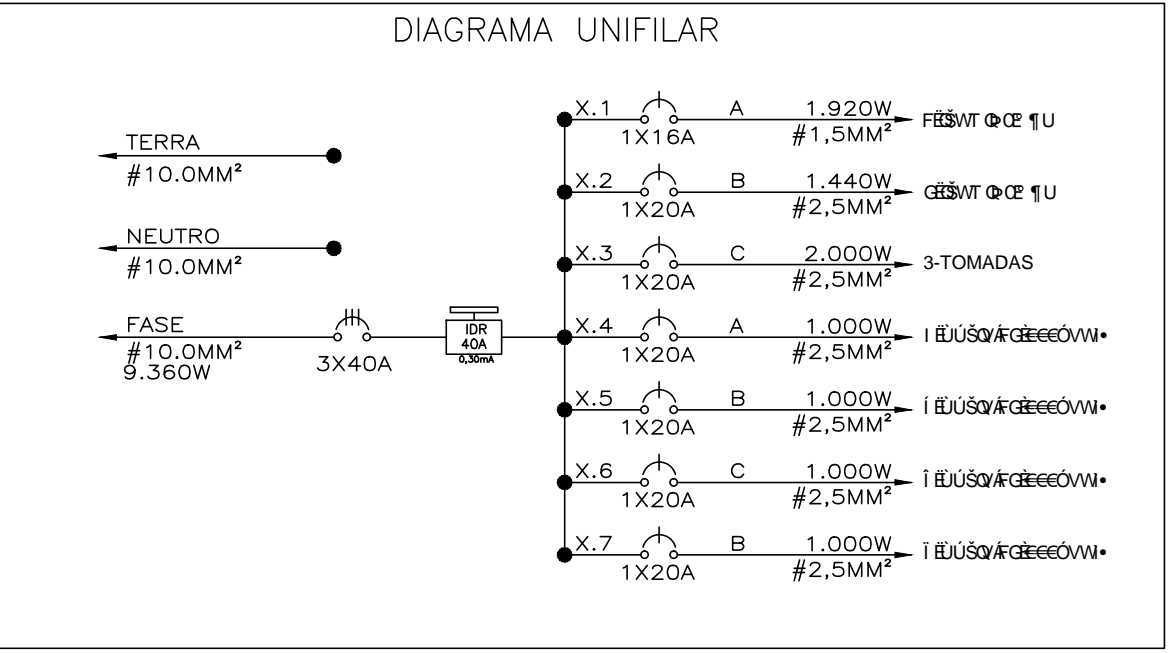 DIAGRAMA UNIFILAR
TERRA
#10.0MM²
NEUTRO
#10.0MM²
FASE
#10.0MM²
9.360W
3X40A
IDR
40A
0,30mA
X.1 A 1.920W
1X16A #1,5MM²
X.2 B 1.440W
1X20A #2,5MM²
X.3 C 2.000W 3-TOMADAS
1X20A #2,5MM²
X.4 A 1.000W
1X20A #2,5MM²
X.5 B 1.000W
1X20A #2,5MM²
X.6 C 1.000W
1X20A #2,5MM²
X.7 B 1.000W
1X20A #2,5MM²